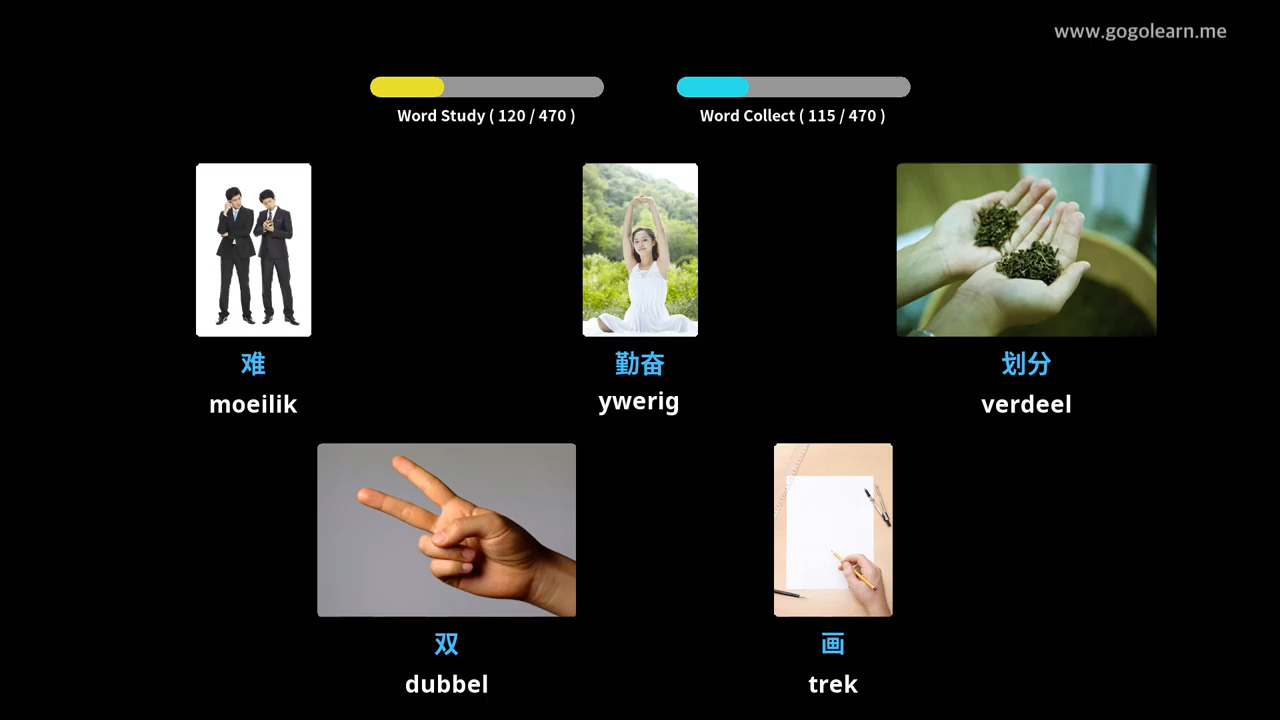 www.gogolearn.me
Word Study ( 120 / 470 )
Word Collect ( 115 / 470 )
难
moeilik
勤奋
ywerig
划分
verdeel
双
dubbel
画
trek